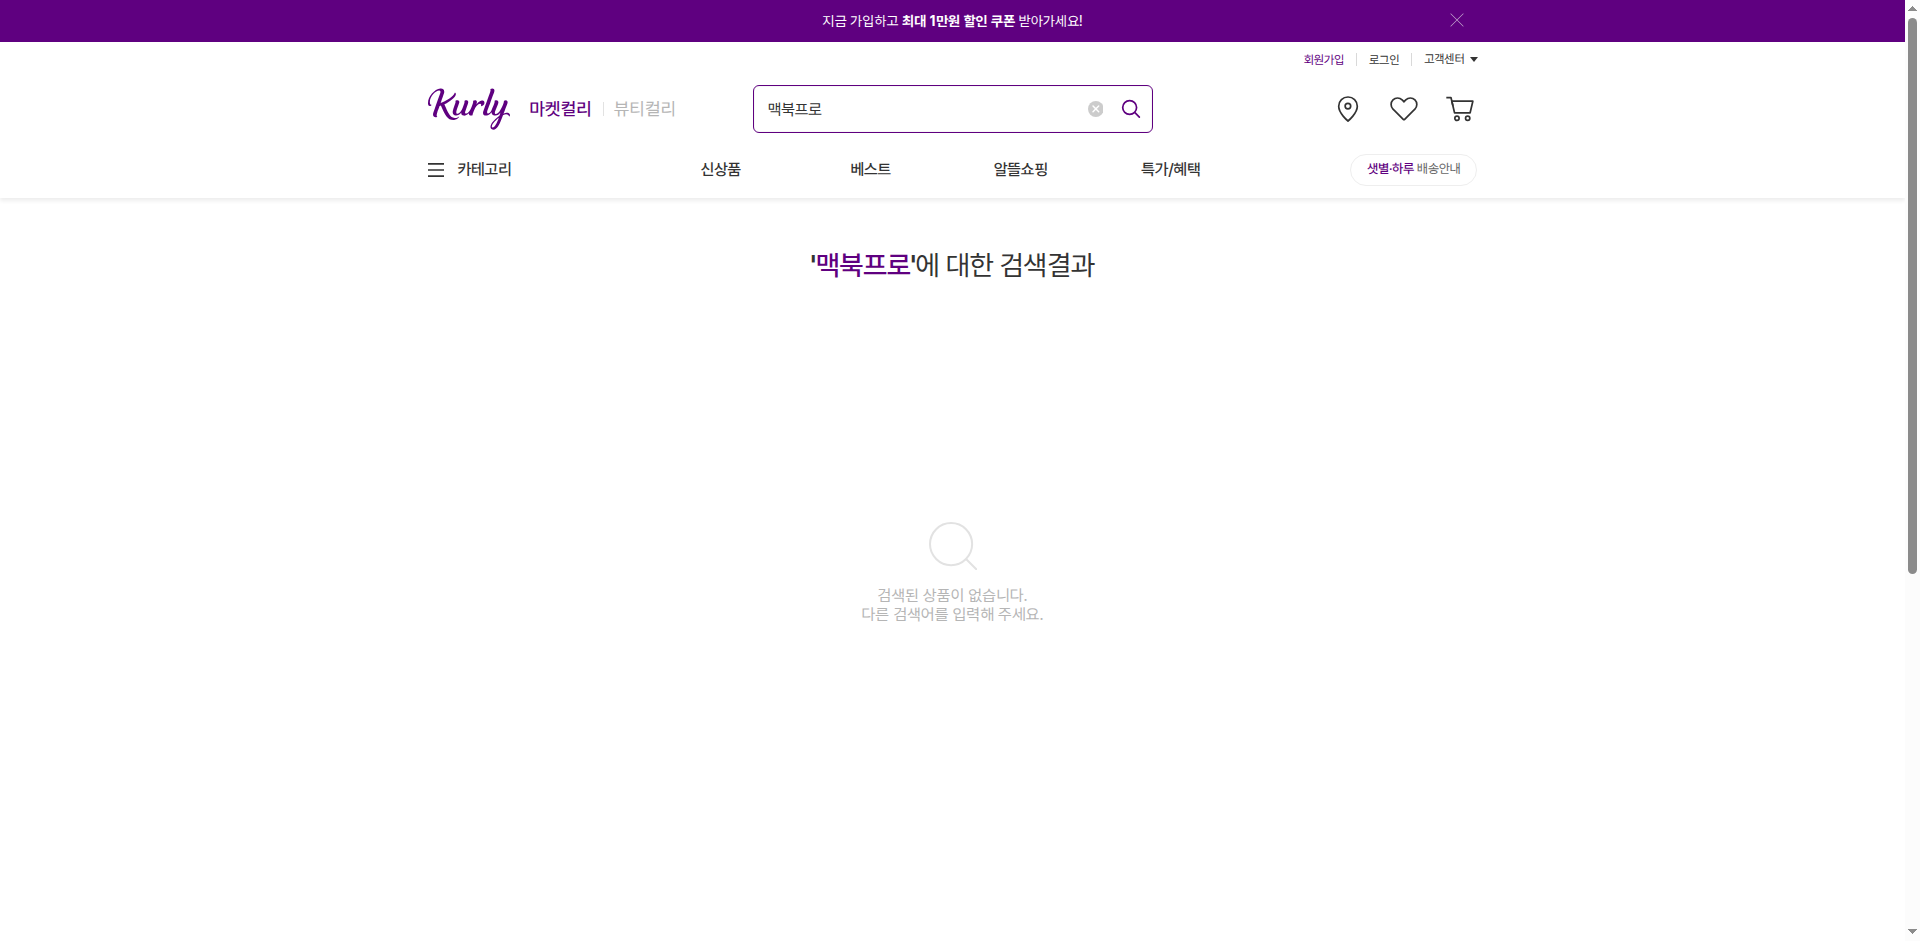 지금 가입하고 최대 1만원 할인 쿠폰 받아가세요!
회원가입 로그인 고객센터
Kurly 마켓컬리 뷰티컬리 맥북프로
카테고리 신상품 베스트 알뜰쇼핑 특가/혜택 샛별·하루 배송안내
'맥북프로'에 대한 검색결과
검색된 상품이 없습니다.
다른 검색어를 입력해 주세요.